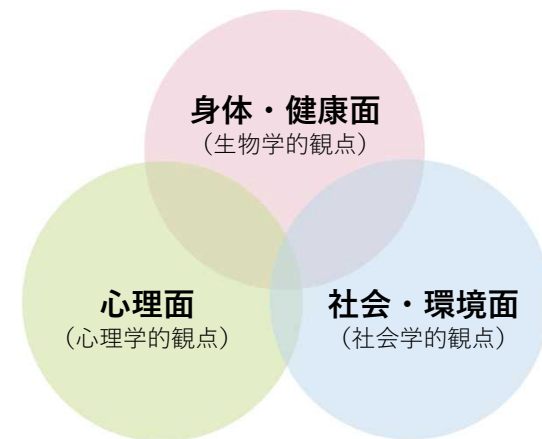 身体・健康面
（生物学的観点）
心理面
（心理学的観点）
社会・環境面
（社会学的観点）